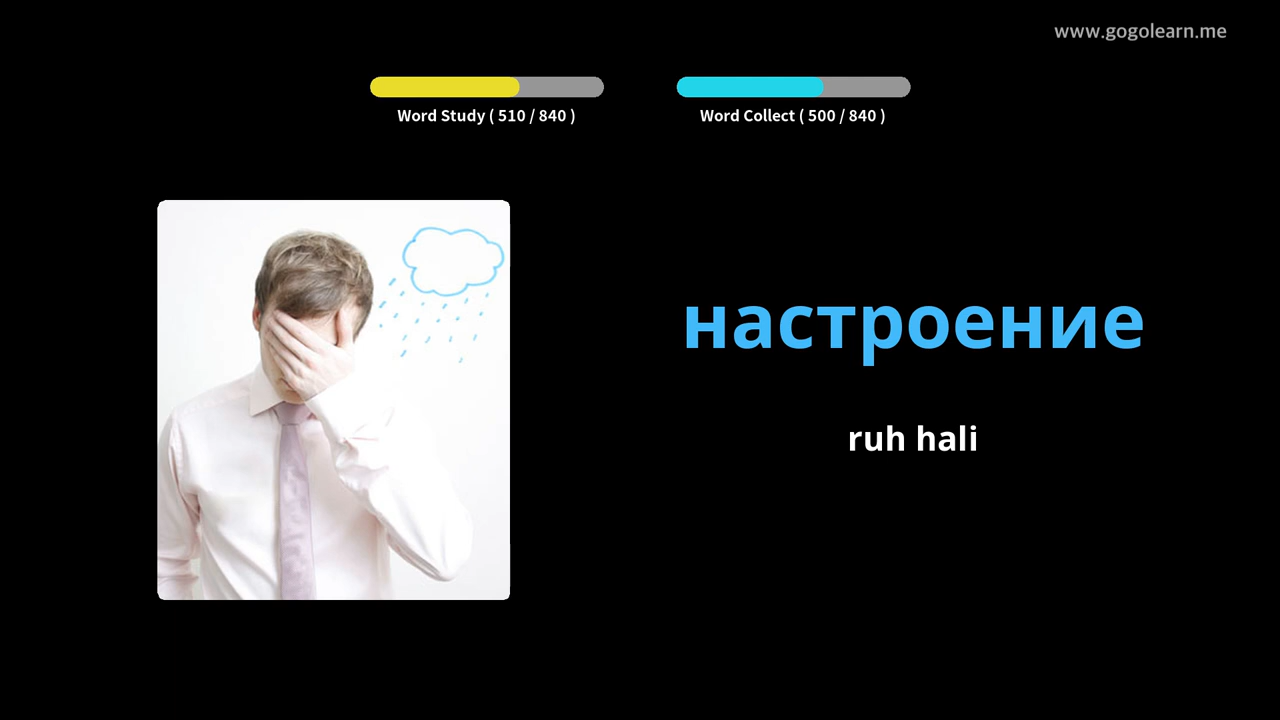 www.gogolearn.me
Word Study ( 510 / 840 )
Word Collect ( 500 / 840 )
настроение
ruh hali